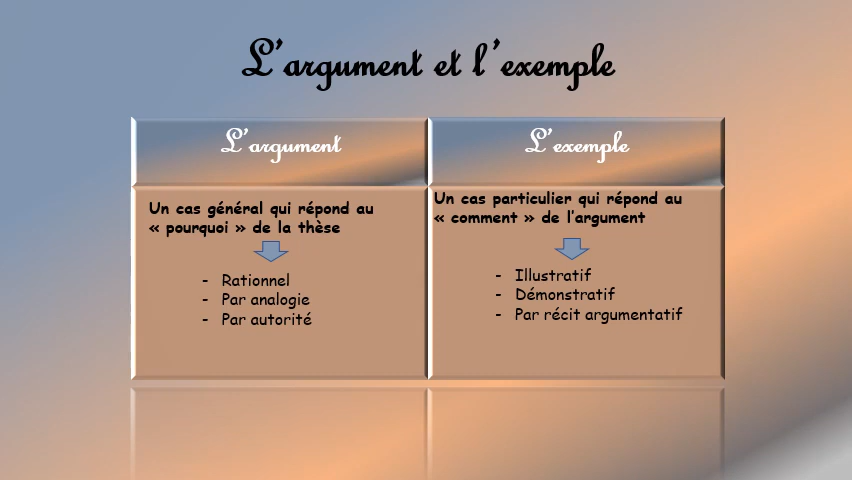 L'argument et l'exemple
L'argument
Un cas général qui répond au
« pourquoi » de la thèse
- Rationnel
- Par analogie
- Par autorité
L'exemple
Un cas particulier qui répond au
« comment » de l'argument
- Illustratif
- Démonstratif
- Par récit argumentatif